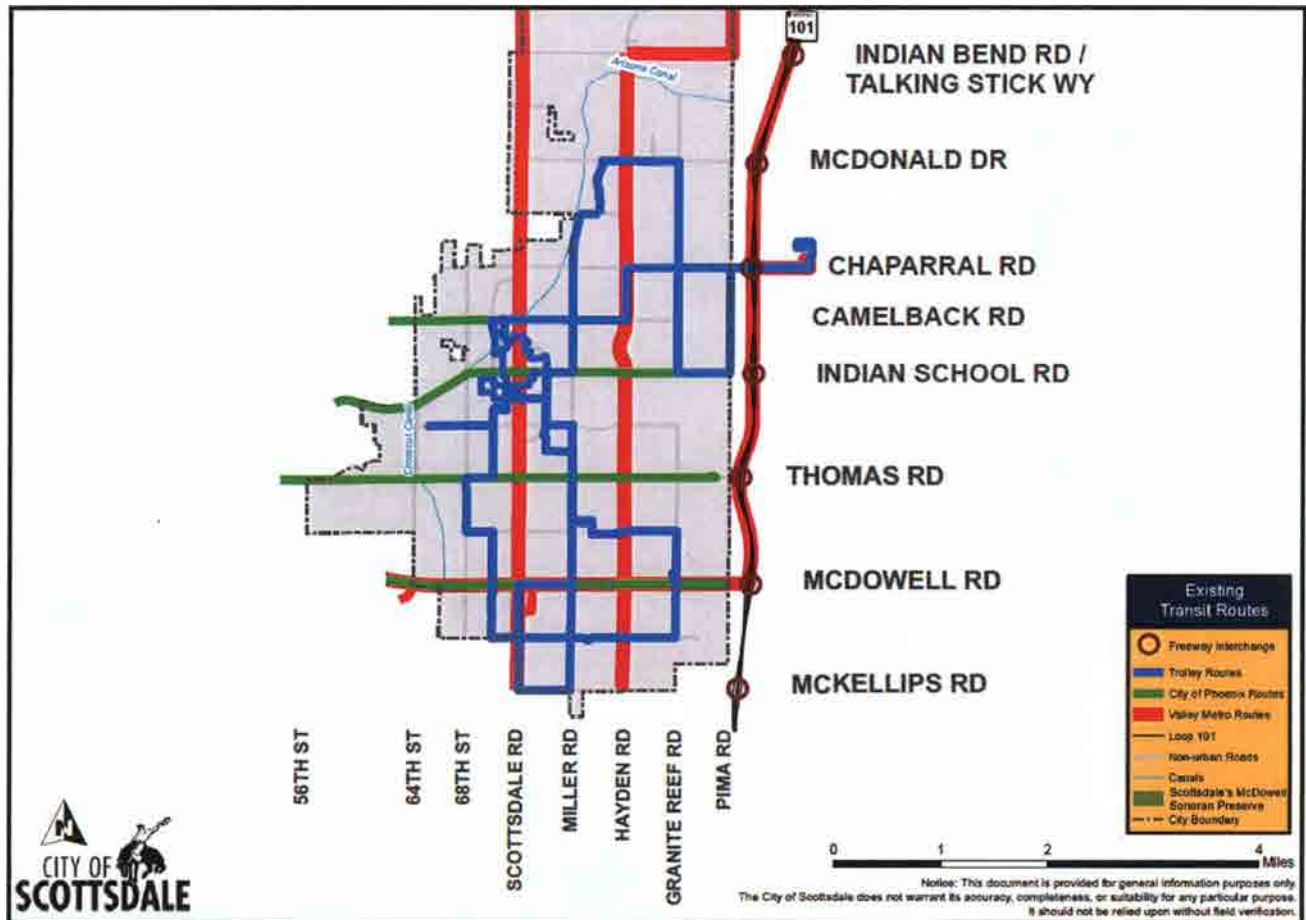 101
INDIAN BEND RD /
TALKING STICK WY
Arizona Canal
MCDONALD DR
CHAPARRAL RD
CAMELBACK RD
INDIAN SCHOOL RD
Crosscut Canal
THOMAS RD
MCDOWELL RD
MCKELLIPS RD
56TH ST
64TH ST
68TH ST
SCOTTSDALE RD
MILLER RD
HAYDEN RD
GRANITE REEF RD
PIMA RD
Existing
Transit Routes
Freeway Interchange
Trolley Routes
City of Phoenix Routes
Valley Metro Routes
Loop 101
Non-urban Roads
Canals
Scottsdale's McDowell
Sonoran Preserve
City Boundary
0 1 2 4
Miles
N
CITY OF
SCOTTSDALE
Notice: This document is provided for general information purposes only.
The City of Scottsdale does not warrant its accuracy, completeness, or suitability for any particular purpose.
It should not be relied upon without field verification.